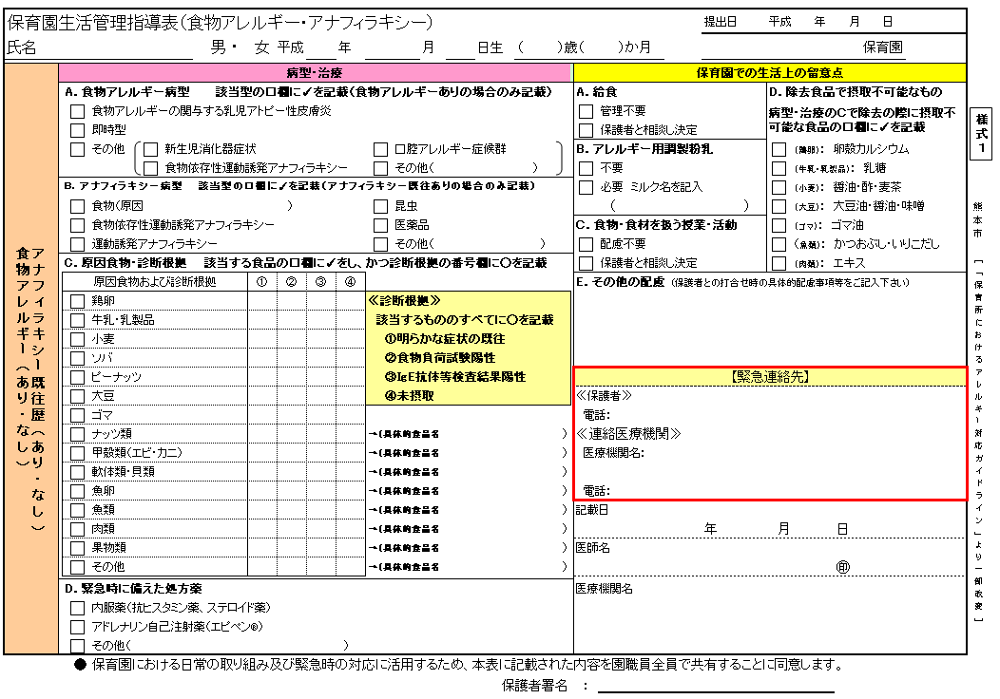 保育園生活管理指導表(食物アレルギー・アナフィラキシー)
提出日 平成 年 月 日
氏名 男・ 女 平成 年 月 日生 ( )歳( )か月
保育園
病型・治療
保育園での生活上の留意点
アナフィラキシー既往歴(あり・なし)
食物アレルギー(あり・なし)
A. 食物アレルギー病型 該当型の口欄に✓を記載(食物アレルギーありの場合のみ記載)
食物アレルギーの関与する乳児アトピー性皮膚炎
即時型
その他
新生児消化器症状
口腔アレルギー症候群
食物依存性運動誘発アナフィラキシー
その他( )
B. アナフィラキシー病型 該当型の口欄に✓を記載(アナフィラキシー既往ありの場合のみ記載)
食物(原因 )
昆虫
食物依存性運動誘発アナフィラキシー
医薬品
運動誘発アナフィラキシー
その他( )
C. 原因食物・診断根拠 該当する食品の口欄に✓をし、かつ診断根拠の番号欄に〇を記載
原因食物および診断根拠 ① ② ③ ④
鶏卵
牛乳・乳製品
小麦
ソバ
ピーナッツ
大豆
ゴマ
ナッツ類 →(具体的食品名 )
甲殻類(エビ・カニ) →(具体的食品名 )
軟体類・貝類 →(具体的食品名 )
魚卵 →(具体的食品名 )
魚類 →(具体的食品名 )
肉類 →(具体的食品名 )
果物類 →(具体的食品名 )
その他 →(具体的食品名 )
≪診断根拠≫
該当するもののすべてに〇を記載
①明らかな症状の既往
②食物負荷試験陽性
③IgE抗体等検査結果陽性
④未摂取
D. 緊急時に備えた処方薬
内服薬(抗ヒスタミン薬、ステロイド薬)
アドレナリン自己注射薬(エピペン®)
その他( )
A. 給食
管理不要
保護者と相談し決定
B. アレルギー用調製粉乳
不要
必要 ミルク名を記入
( )
C. 食物・食材を扱う授業・活動
配慮不要
保護者と相談し決定
D. 除去食品で摂取不可能なもの
病型・治療のCで除去の際に摂取不
可能な食品の口欄に✓を記載
(鶏卵): 卵殻カルシウム
(牛乳・乳製品): 乳糖
(小麦): 醤油・酢・麦茶
(大豆): 大豆油・醤油・味噌
(ゴマ): ゴマ油
(魚類): かつおぶし・いりこだし
(肉類): エキス
E. その他の配慮 (保護者との打合せ時の具体的配慮事項等をご記入下さい)
【緊急連絡先】
≪保護者≫
電話:
≪連絡医療機関≫
医療機関名:
電話:
記載日
年 月 日
医師名
㊞
医療機関名
様式1
熊本市 [「保育所におけるアレルギー対応ガイドライン」より一部改変]
● 保育園における日常の取り組み及び緊急時の対応に活用するため、本表に記載された内容を園職員全員で共有することに同意します。
保護者署名 :